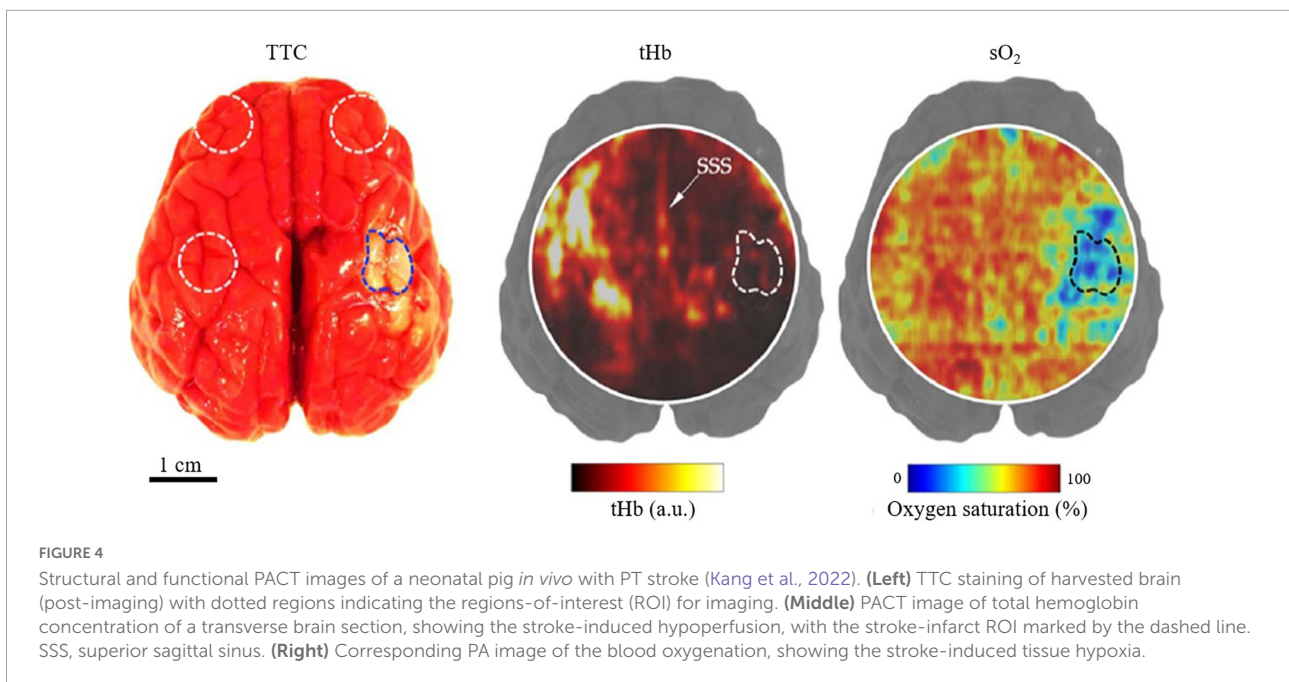 TTC
tHb
sO₂
SSS
1 cm
tHb (a.u.)
0
100
Oxygen saturation (%)
FIGURE 4
Structural and functional PACT images of a neonatal pig in vivo with PT stroke (Kang et al., 2022). (Left) TTC staining of harvested brain
(post-imaging) with dotted regions indicating the regions-of-interest (ROI) for imaging. (Middle) PACT image of total hemoglobin
concentration of a transverse brain section, showing the stroke-induced hypoperfusion, with the stroke-infarct ROI marked by the dashed line.
SSS, superior sagittal sinus. (Right) Corresponding PA image of the blood oxygenation, showing the stroke-induced tissue hypoxia.